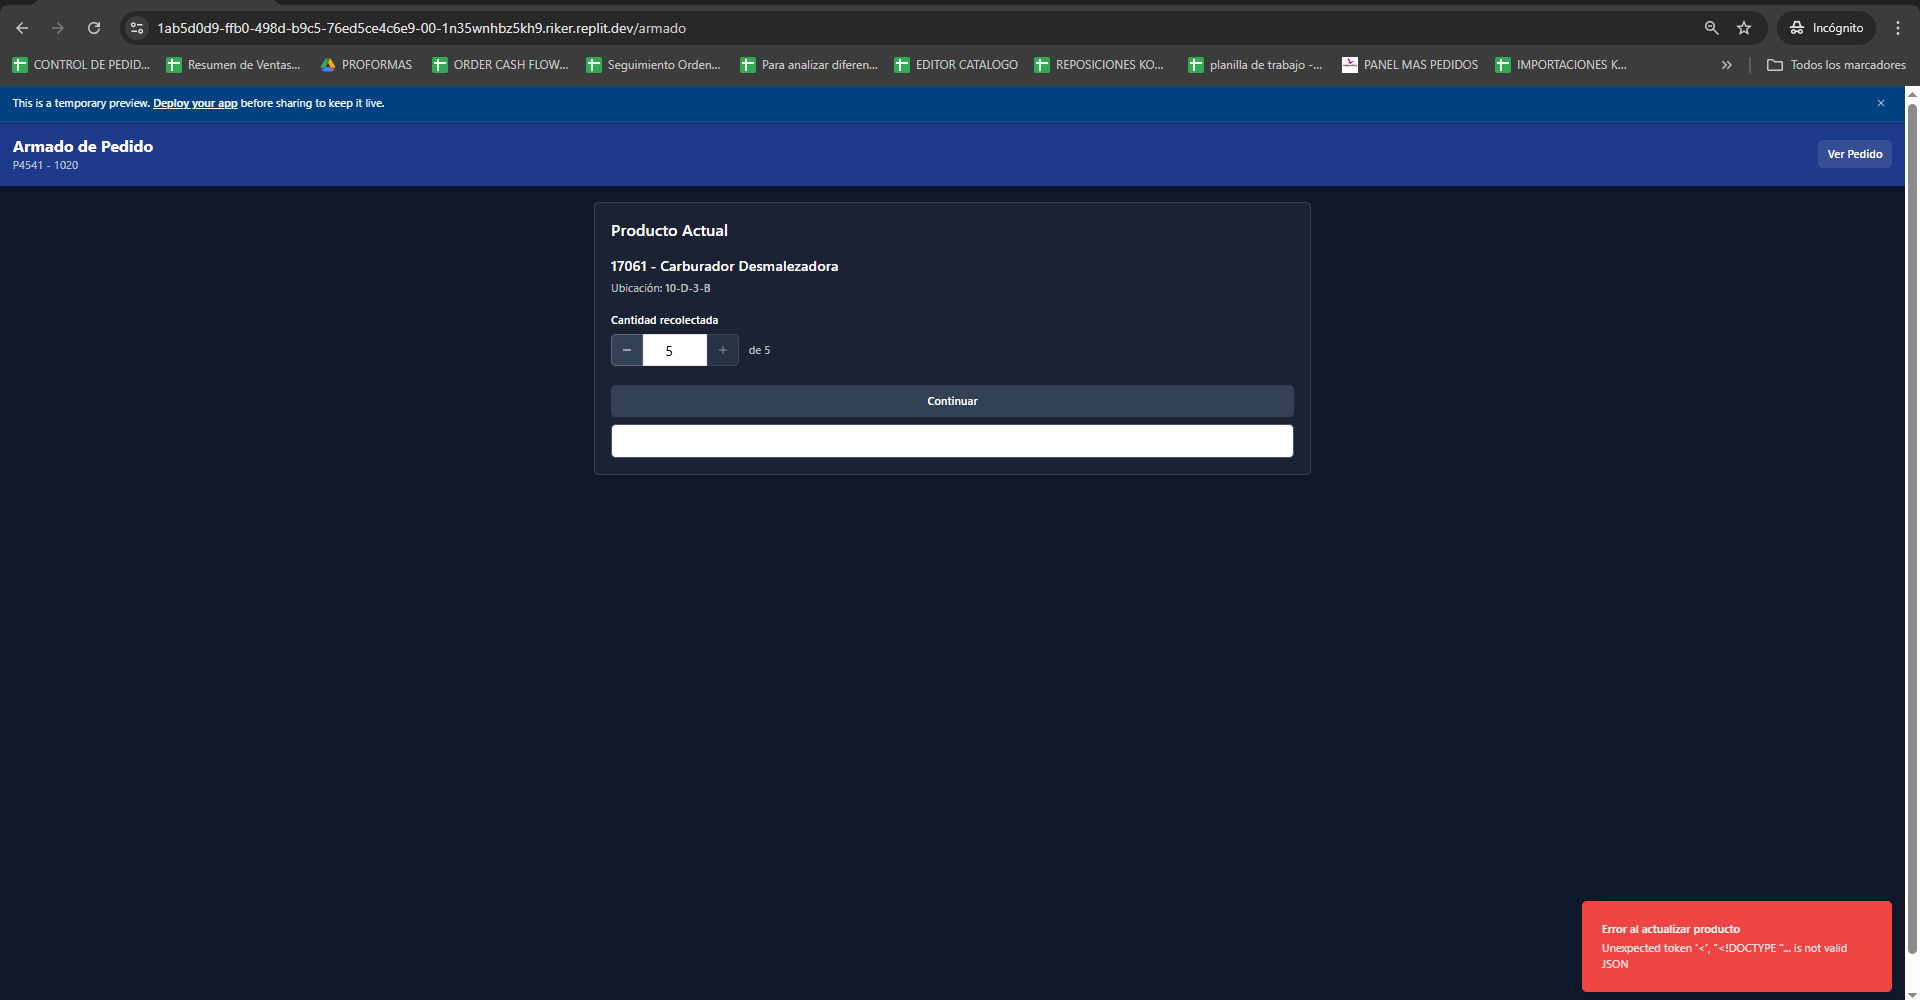 1ab5d0d9-ffb0-498d-b9c5-76ed5ce4c6e9-00-1n35wnhbz5kh9.riker.replit.dev/armado
Incógnito
CONTROL DE PEDID...
Resumen de Ventas...
PROFORMAS
ORDER CASH FLOW...
Seguimiento Orden...
Para analizar diferen...
EDITOR CATALOGO
REPOSICIONES KO...
planilla de trabajo -...
PANEL MAS PEDIDOS
IMPORTACIONES K...
Todos los marcadores
This is a temporary preview. Deploy your app before sharing to keep it live.
Armado de Pedido
P4541 - 1020
Ver Pedido
Producto Actual
17061 - Carburador Desmalezadora
Ubicación: 10-D-3-B
Cantidad recolectada
− 5 + de 5
Continuar
Error al actualizar producto
Unexpected token '<', "<!DOCTYPE "... is not valid
JSON